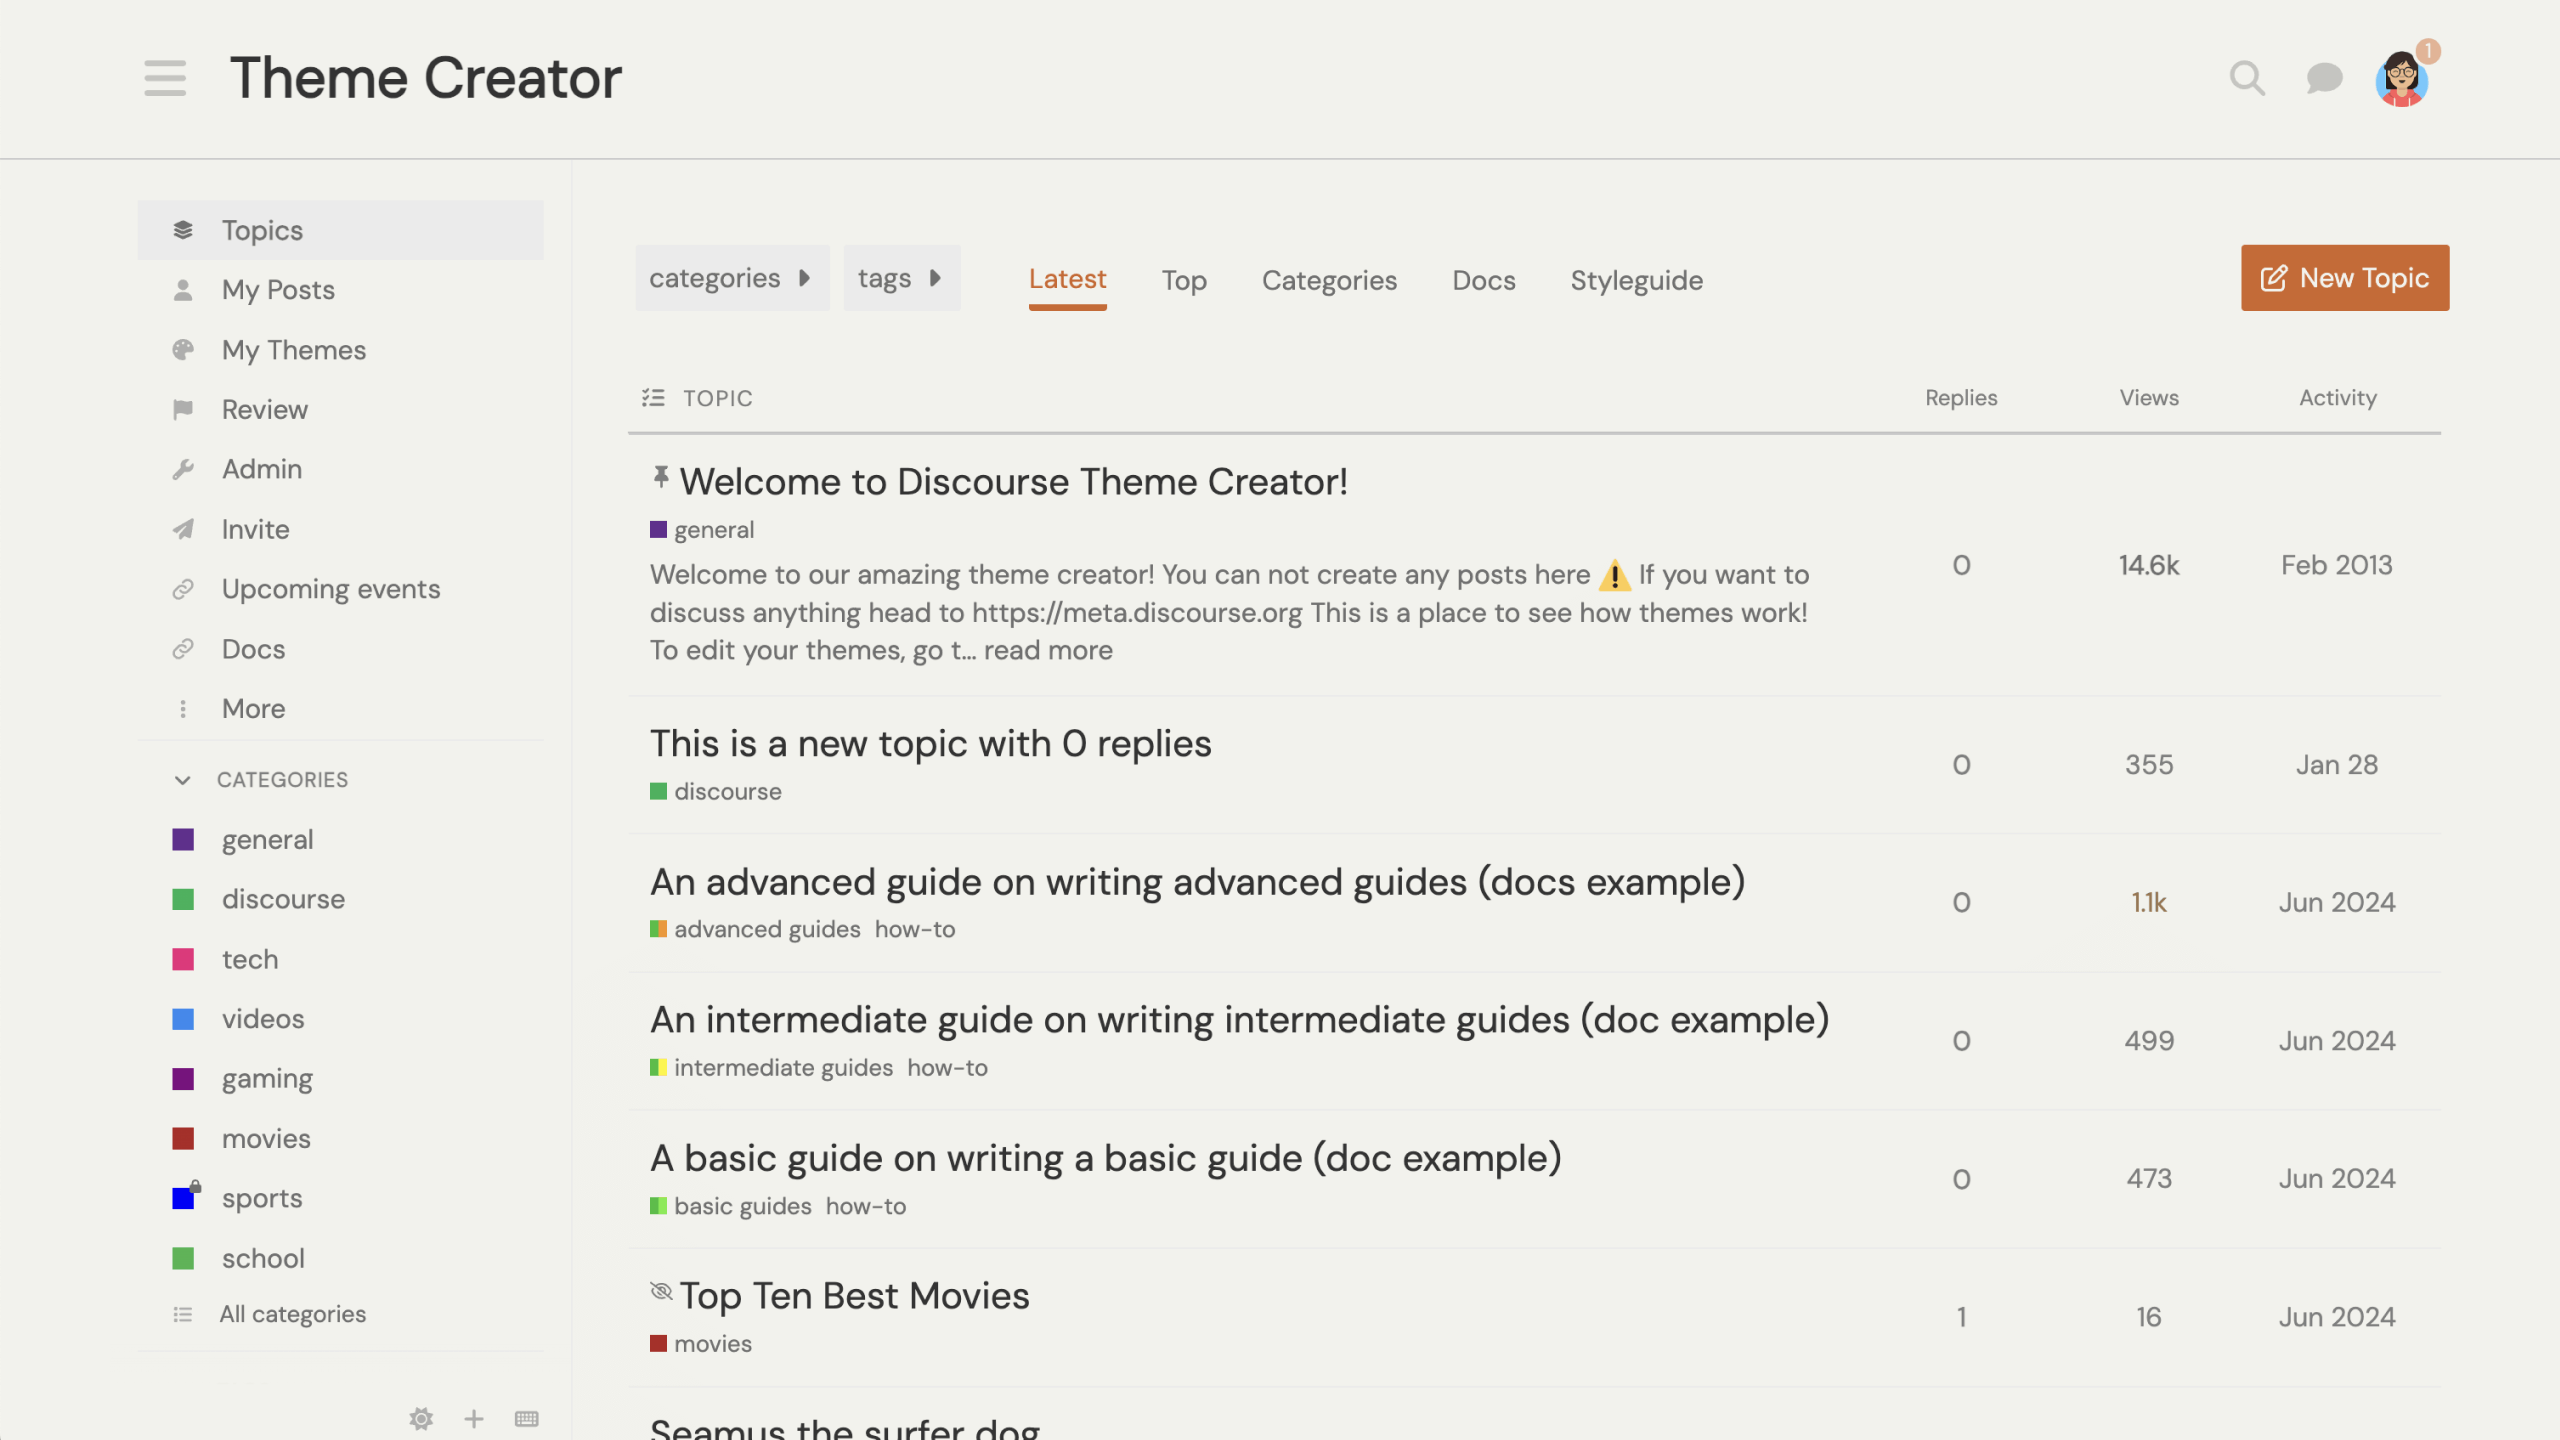 Theme Creator
1
Topics
My Posts
My Themes
Review
Admin
Invite
Upcoming events
Docs
More
CATEGORIES
general
discourse
tech
videos
gaming
movies
sports
school
All categories
categories
tags
Latest
Top
Categories
Docs
Styleguide
New Topic
TOPIC
Replies
Views
Activity
Welcome to Discourse Theme Creator!
general
Welcome to our amazing theme creator! You can not create any posts here ⚠️ If you want to
discuss anything head to https://meta.discourse.org This is a place to see how themes work!
To edit your themes, go t... read more
0
14.6k
Feb 2013
This is a new topic with 0 replies
discourse
0
355
Jan 28
An advanced guide on writing advanced guides (docs example)
advanced guides how-to
0
1.1k
Jun 2024
An intermediate guide on writing intermediate guides (doc example)
intermediate guides how-to
0
499
Jun 2024
A basic guide on writing a basic guide (doc example)
basic guides how-to
0
473
Jun 2024
Top Ten Best Movies
movies
1
16
Jun 2024
Seamus the surfer dog